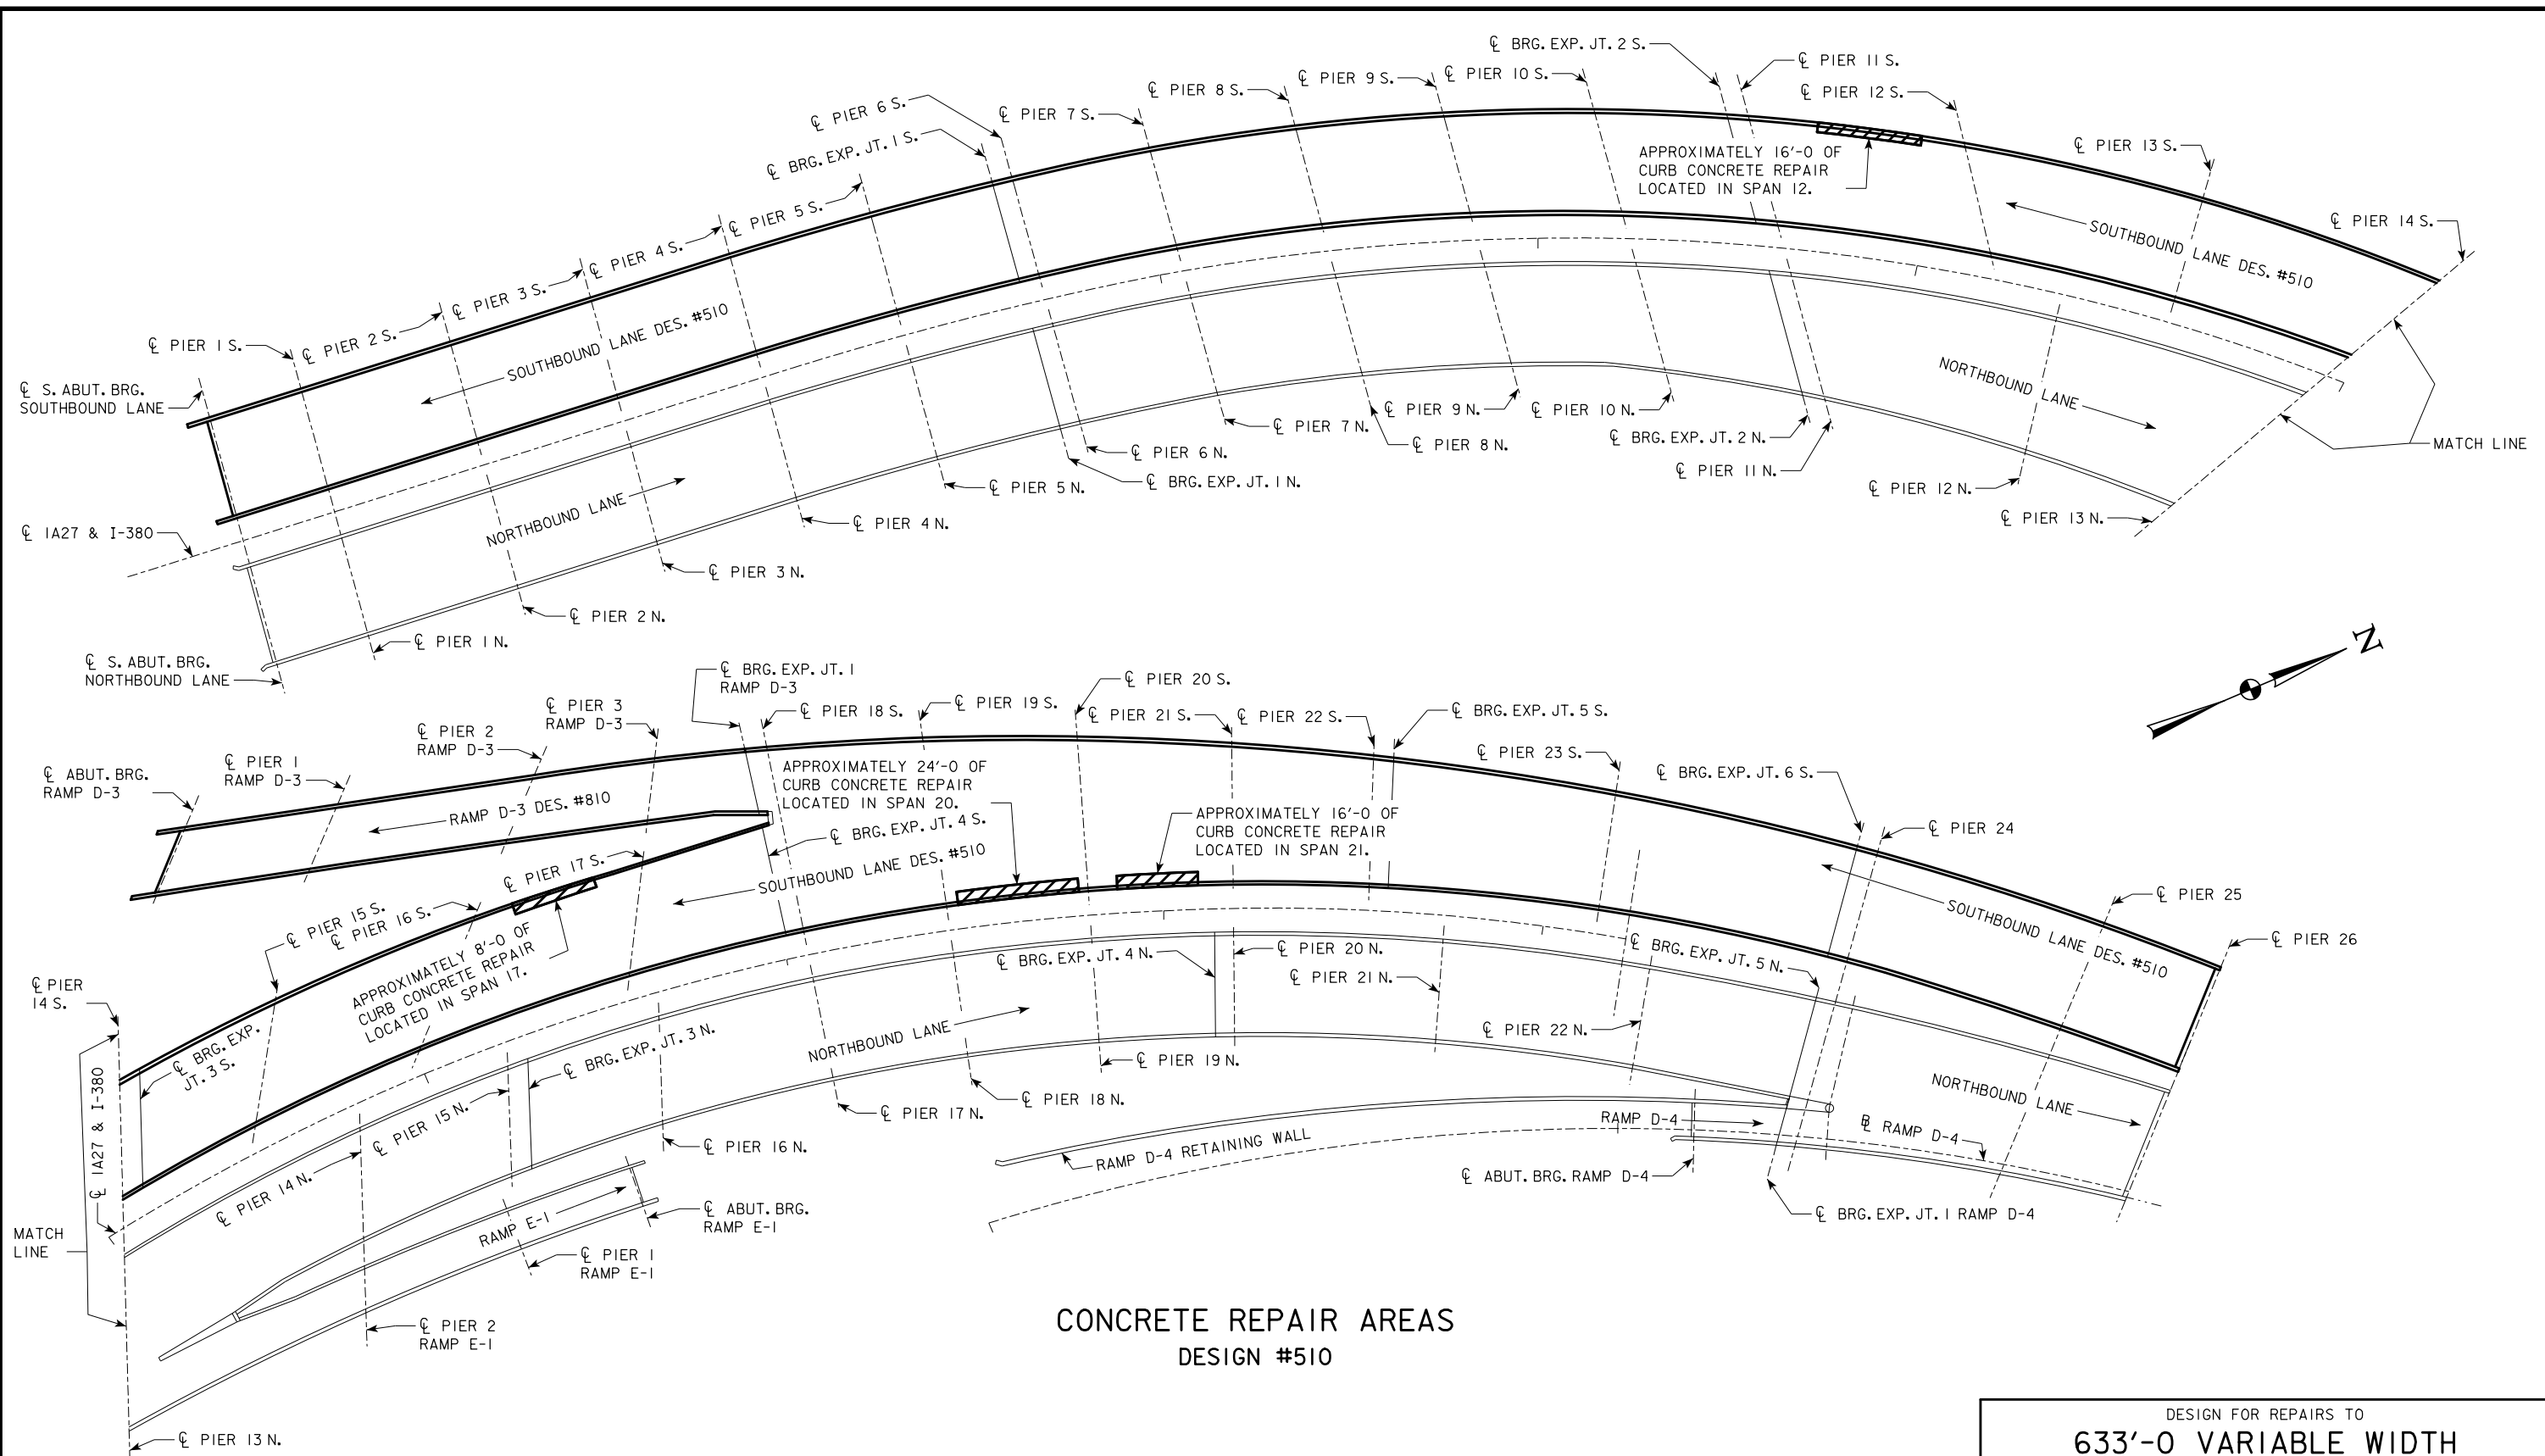 ℄ BRG. EXP. JT. 2 S.
℄ PIER 11 S.
℄ PIER 10 S.
℄ PIER 9 S.
℄ PIER 8 S.
℄ PIER 12 S.
℄ PIER 7 S.
℄ PIER 6 S.
℄ BRG. EXP. JT. 1 S.
APPROXIMATELY 16'-0 OF
CURB CONCRETE REPAIR
LOCATED IN SPAN 12.
℄ PIER 13 S.
℄ PIER 14 S.
℄ PIER 5 S.
℄ PIER 4 S.
℄ PIER 3 S.
℄ PIER 2 S.
℄ PIER 1 S.
SOUTHBOUND LANE DES. #510
SOUTHBOUND LANE DES. #510
℄ S. ABUT. BRG.
SOUTHBOUND LANE
NORTHBOUND LANE
℄ PIER 9 N.
℄ PIER 10 N.
℄ PIER 7 N.
℄ PIER 8 N.
℄ BRG. EXP. JT. 2 N.
MATCH LINE
℄ PIER 6 N.
℄ PIER 11 N.
℄ BRG. EXP. JT. 1 N.
℄ PIER 5 N.
℄ PIER 12 N.
℄ PIER 13 N.
NORTHBOUND LANE
℄ PIER 4 N.
℄ IA27 & I-380
℄ PIER 3 N.
℄ PIER 2 N.
℄ PIER 1 N.
℄ S. ABUT. BRG.
NORTHBOUND LANE
N
℄ BRG. EXP. JT. 1
RAMP D-3
℄ PIER 20 S.
℄ PIER 19 S.
℄ PIER 18 S.
℄ PIER 21 S.
℄ PIER 22 S.
℄ BRG. EXP. JT. 5 S.
℄ PIER 3
RAMP D-3
℄ PIER 2
RAMP D-3
℄ PIER 1
RAMP D-3
℄ ABUT. BRG.
RAMP D-3
℄ PIER 23 S.
℄ BRG. EXP. JT. 6 S.
APPROXIMATELY 24'-0 OF
CURB CONCRETE REPAIR
LOCATED IN SPAN 20.
RAMP D-3 DES. #810
APPROXIMATELY 16'-0 OF
CURB CONCRETE REPAIR
LOCATED IN SPAN 21.
℄ PIER 24
℄ BRG. EXP. JT. 4 S.
℄ PIER 17 S.
SOUTHBOUND LANE DES. #510
℄ PIER 25
℄ PIER 15 S.
℄ PIER 16 S.
SOUTHBOUND LANE DES. #510
℄ PIER 26
APPROXIMATELY 8'-0 OF
CURB CONCRETE REPAIR
LOCATED IN SPAN 17.
℄ BRG. EXP. JT. 4 N.
℄ PIER 20 N.
℄ BRG. EXP. JT. 5 N.
℄ PIER 21 N.
℄ PIER
14 S.
℄ BRG. EXP.
JT. 3 S.
℄ BRG. EXP. JT. 3 N.
NORTHBOUND LANE
℄ PIER 22 N.
℄ PIER 19 N.
℄ IA27 & I-380
℄ PIER 15 N.
℄ PIER 18 N.
℄ PIER 17 N.
NORTHBOUND LANE
RAMP D-4
℄ RAMP D-4
RAMP D-4 RETAINING WALL
℄ PIER 16 N.
℄ ABUT. BRG. RAMP D-4
℄ PIER 14 N.
℄ ABUT. BRG.
RAMP E-1
℄ BRG. EXP. JT. 1 RAMP D-4
MATCH
LINE
RAMP E-1
℄ PIER 1
RAMP E-1
℄ PIER 2
RAMP E-1
CONCRETE REPAIR AREAS
DESIGN #510
℄ PIER 13 N.
DESIGN FOR REPAIRS TO
633'-0 VARIABLE WIDTH